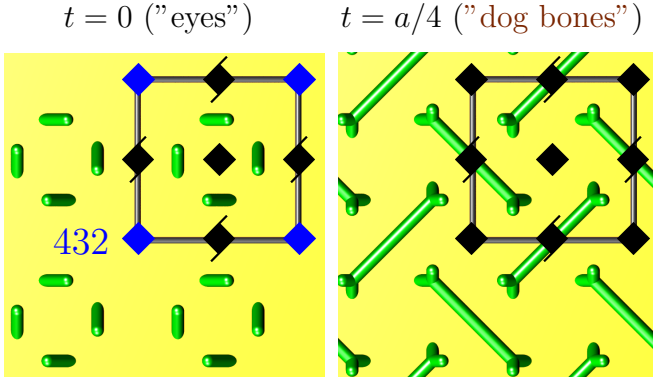 t = 0 ("eyes")
t = a/4 ("dog bones")
432